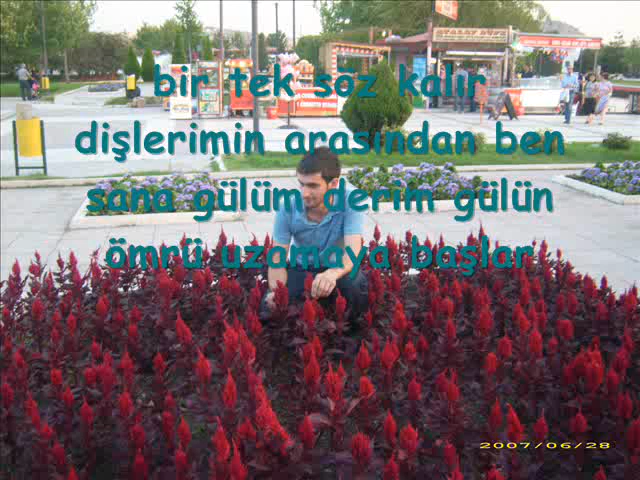 bir tek söz kalır
dişlerimin arasından ben
sana gülüm derim gülün
ömrü uzamaya başlar
2007/06/28